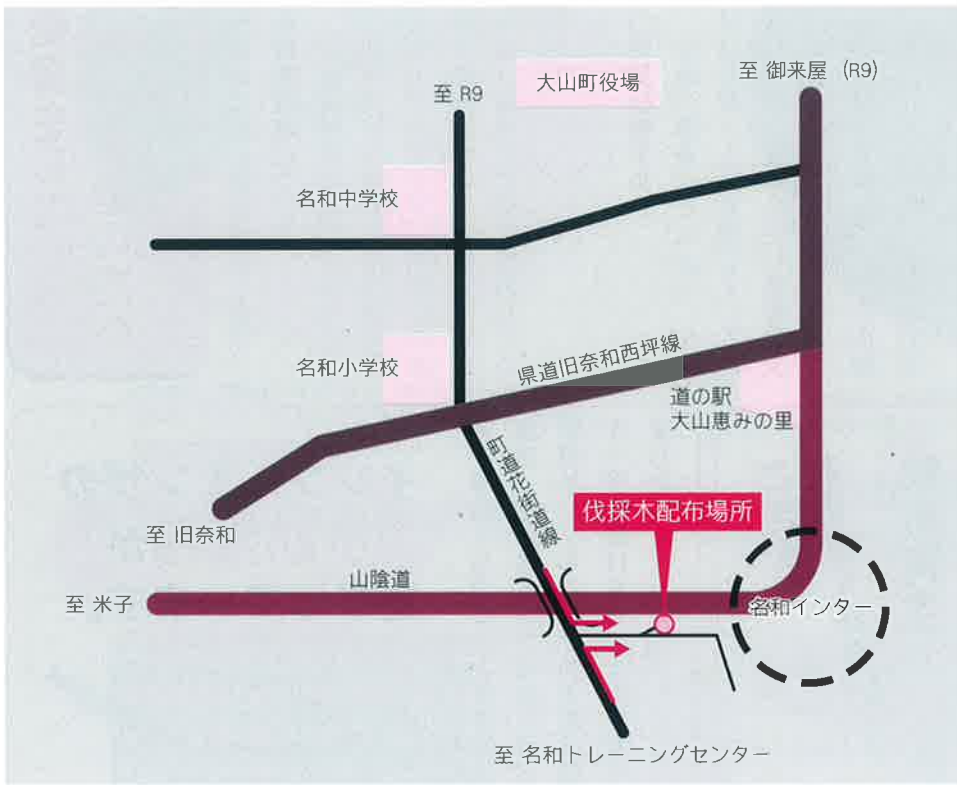 至 御来屋 (R9)
大山町役場
至 R9
名和中学校
名和小学校
県道旧奈和西坪線
道の駅
大山恵みの里
町道花街道線
伐採木配布場所
至 旧奈和
山陰道
至 米子
名和インター
至 名和トレーニングセンター